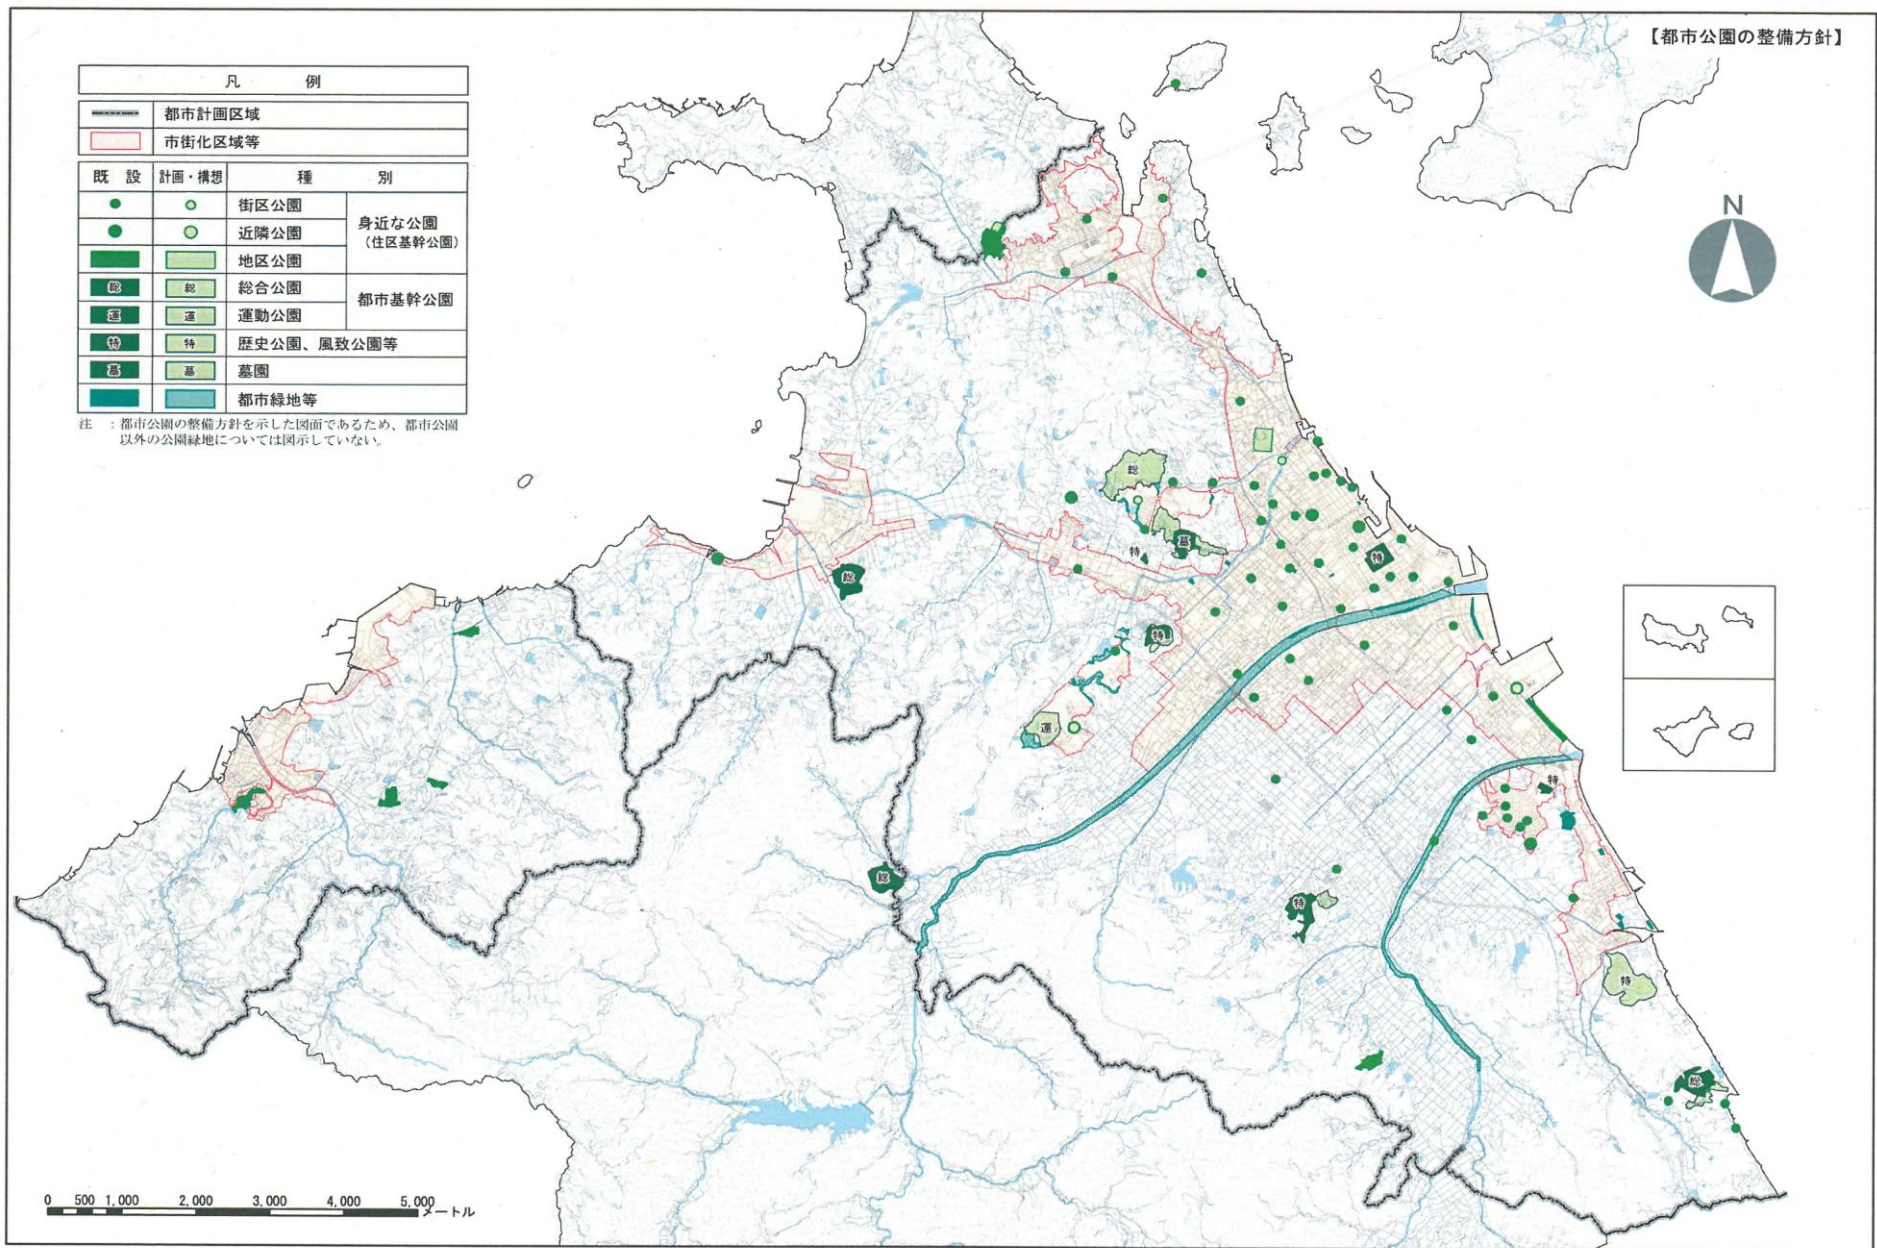 【都市公園の整備方針】
凡 例
都市計画区域
市街化区域等
既 設 計画・構想 種 別
街区公園
近隣公園
身近な公園
(住区基幹公園)
地区公園
総 総 総合公園
都市基幹公園
運 運 運動公園
特 特 歴史公園、風致公園等
墓 墓 墓園
都市緑地等
注 :都市公園の整備方針を示した図面であるため、都市公園
以外の公園緑地については図示していない。
N
総
墓
特
特
総
特
運
特
総
特
特
総
0 500 1,000 2,000 3,000 4,000 5,000
メートル